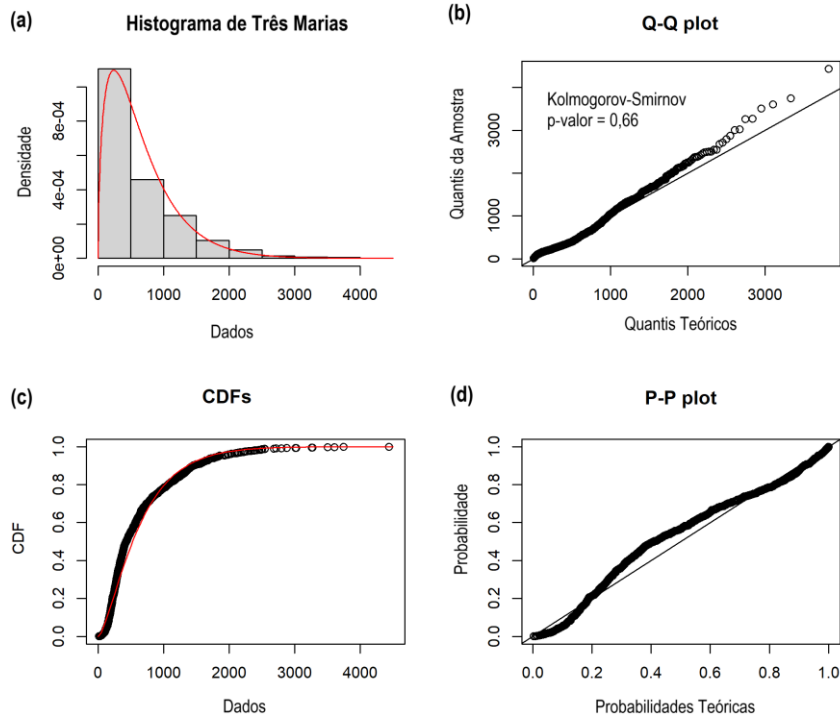 (a)
Histograma de Três Marias
Densidade
0e+00 4e-04 8e-04
0 1000 2000 3000 4000
Dados
(b)
Q-Q plot
Kolmogorov-Smirnov
p-valor = 0,66
Quantis da Amostra
0 1000 3000
0 1000 2000 3000
Quantis Teóricos
(c)
CDFs
CDF
0.0 0.2 0.4 0.6 0.8 1.0
0 1000 2000 3000 4000
Dados
(d)
P-P plot
Probabilidade
0.0 0.2 0.4 0.6 0.8 1.0
0.0 0.2 0.4 0.6 0.8 1.0
Probabilidades Teóricas